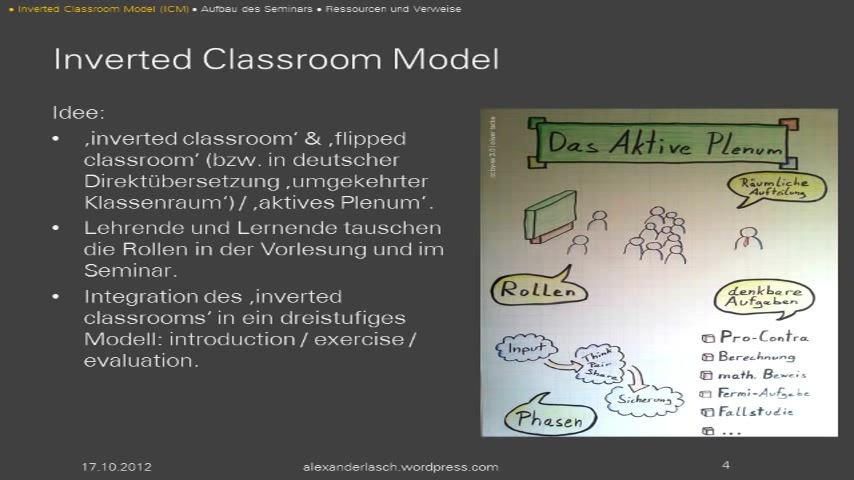 • Inverted Classroom Model (ICM) • Aufbau des Seminars • Ressourcen und Verweise
Inverted Classroom Model
Idee:
• ‚inverted classroom‘ & ‚flipped
classroom‘ (bzw. in deutscher
Direktübersetzung ‚umgekehrter
Klassenraum‘) / ‚aktives Plenum‘.
• Lehrende und Lernende tauschen
die Rollen in der Vorlesung und im
Seminar.
• Integration des ‚inverted
classrooms‘ in ein dreistufiges
Modell: introduction / exercise /
evaluation.
Das Aktive Plenum
Räumliche
Aufteilung
Rollen
denkbare
Aufgaben
Input
Think
Pair
Share
Sicherung
Phasen
Pro-Contra
Berechnung
math. Beweis
Fermi-Aufgabe
Fallstudie
...
17.10.2012
alexanderlasch.wordpress.com
4